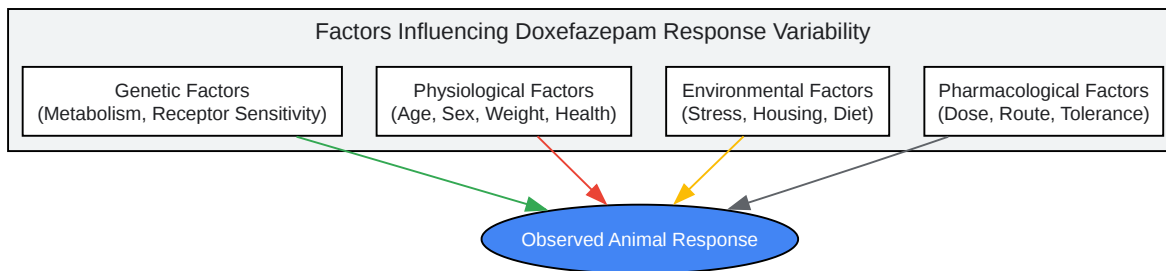 Factors Influencing Doxefazepam Response Variability
Genetic Factors
(Metabolism, Receptor Sensitivity)
Physiological Factors
(Age, Sex, Weight, Health)
Environmental Factors
(Stress, Housing, Diet)
Pharmacological Factors
(Dose, Route, Tolerance)
Observed Animal Response